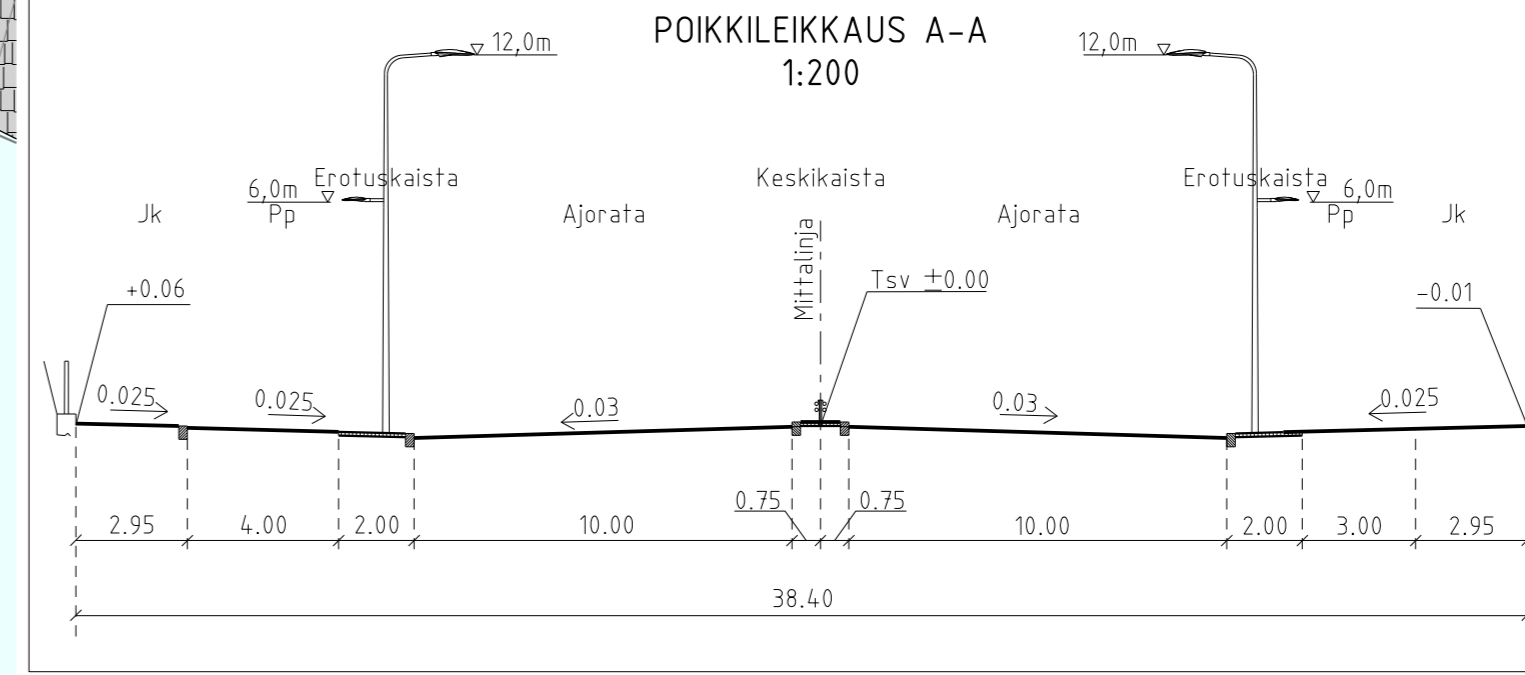 POIKKILEIKKAUS A-A
1:200
12,0m
12,0m
Erotuskaista
Keskikaista
Erotuskaista
6,0m
6,0m
Jk
Pp
Ajorata
Ajorata
Pp
Jk
Mittalinja
+0.06
Tsv ±0.00
-0.01
0.025
0.025
0.03
0.03
0.025
0.75
0.75
2.95
4.00
2.00
10.00
10.00
2.00
3.00
2.95
38.40